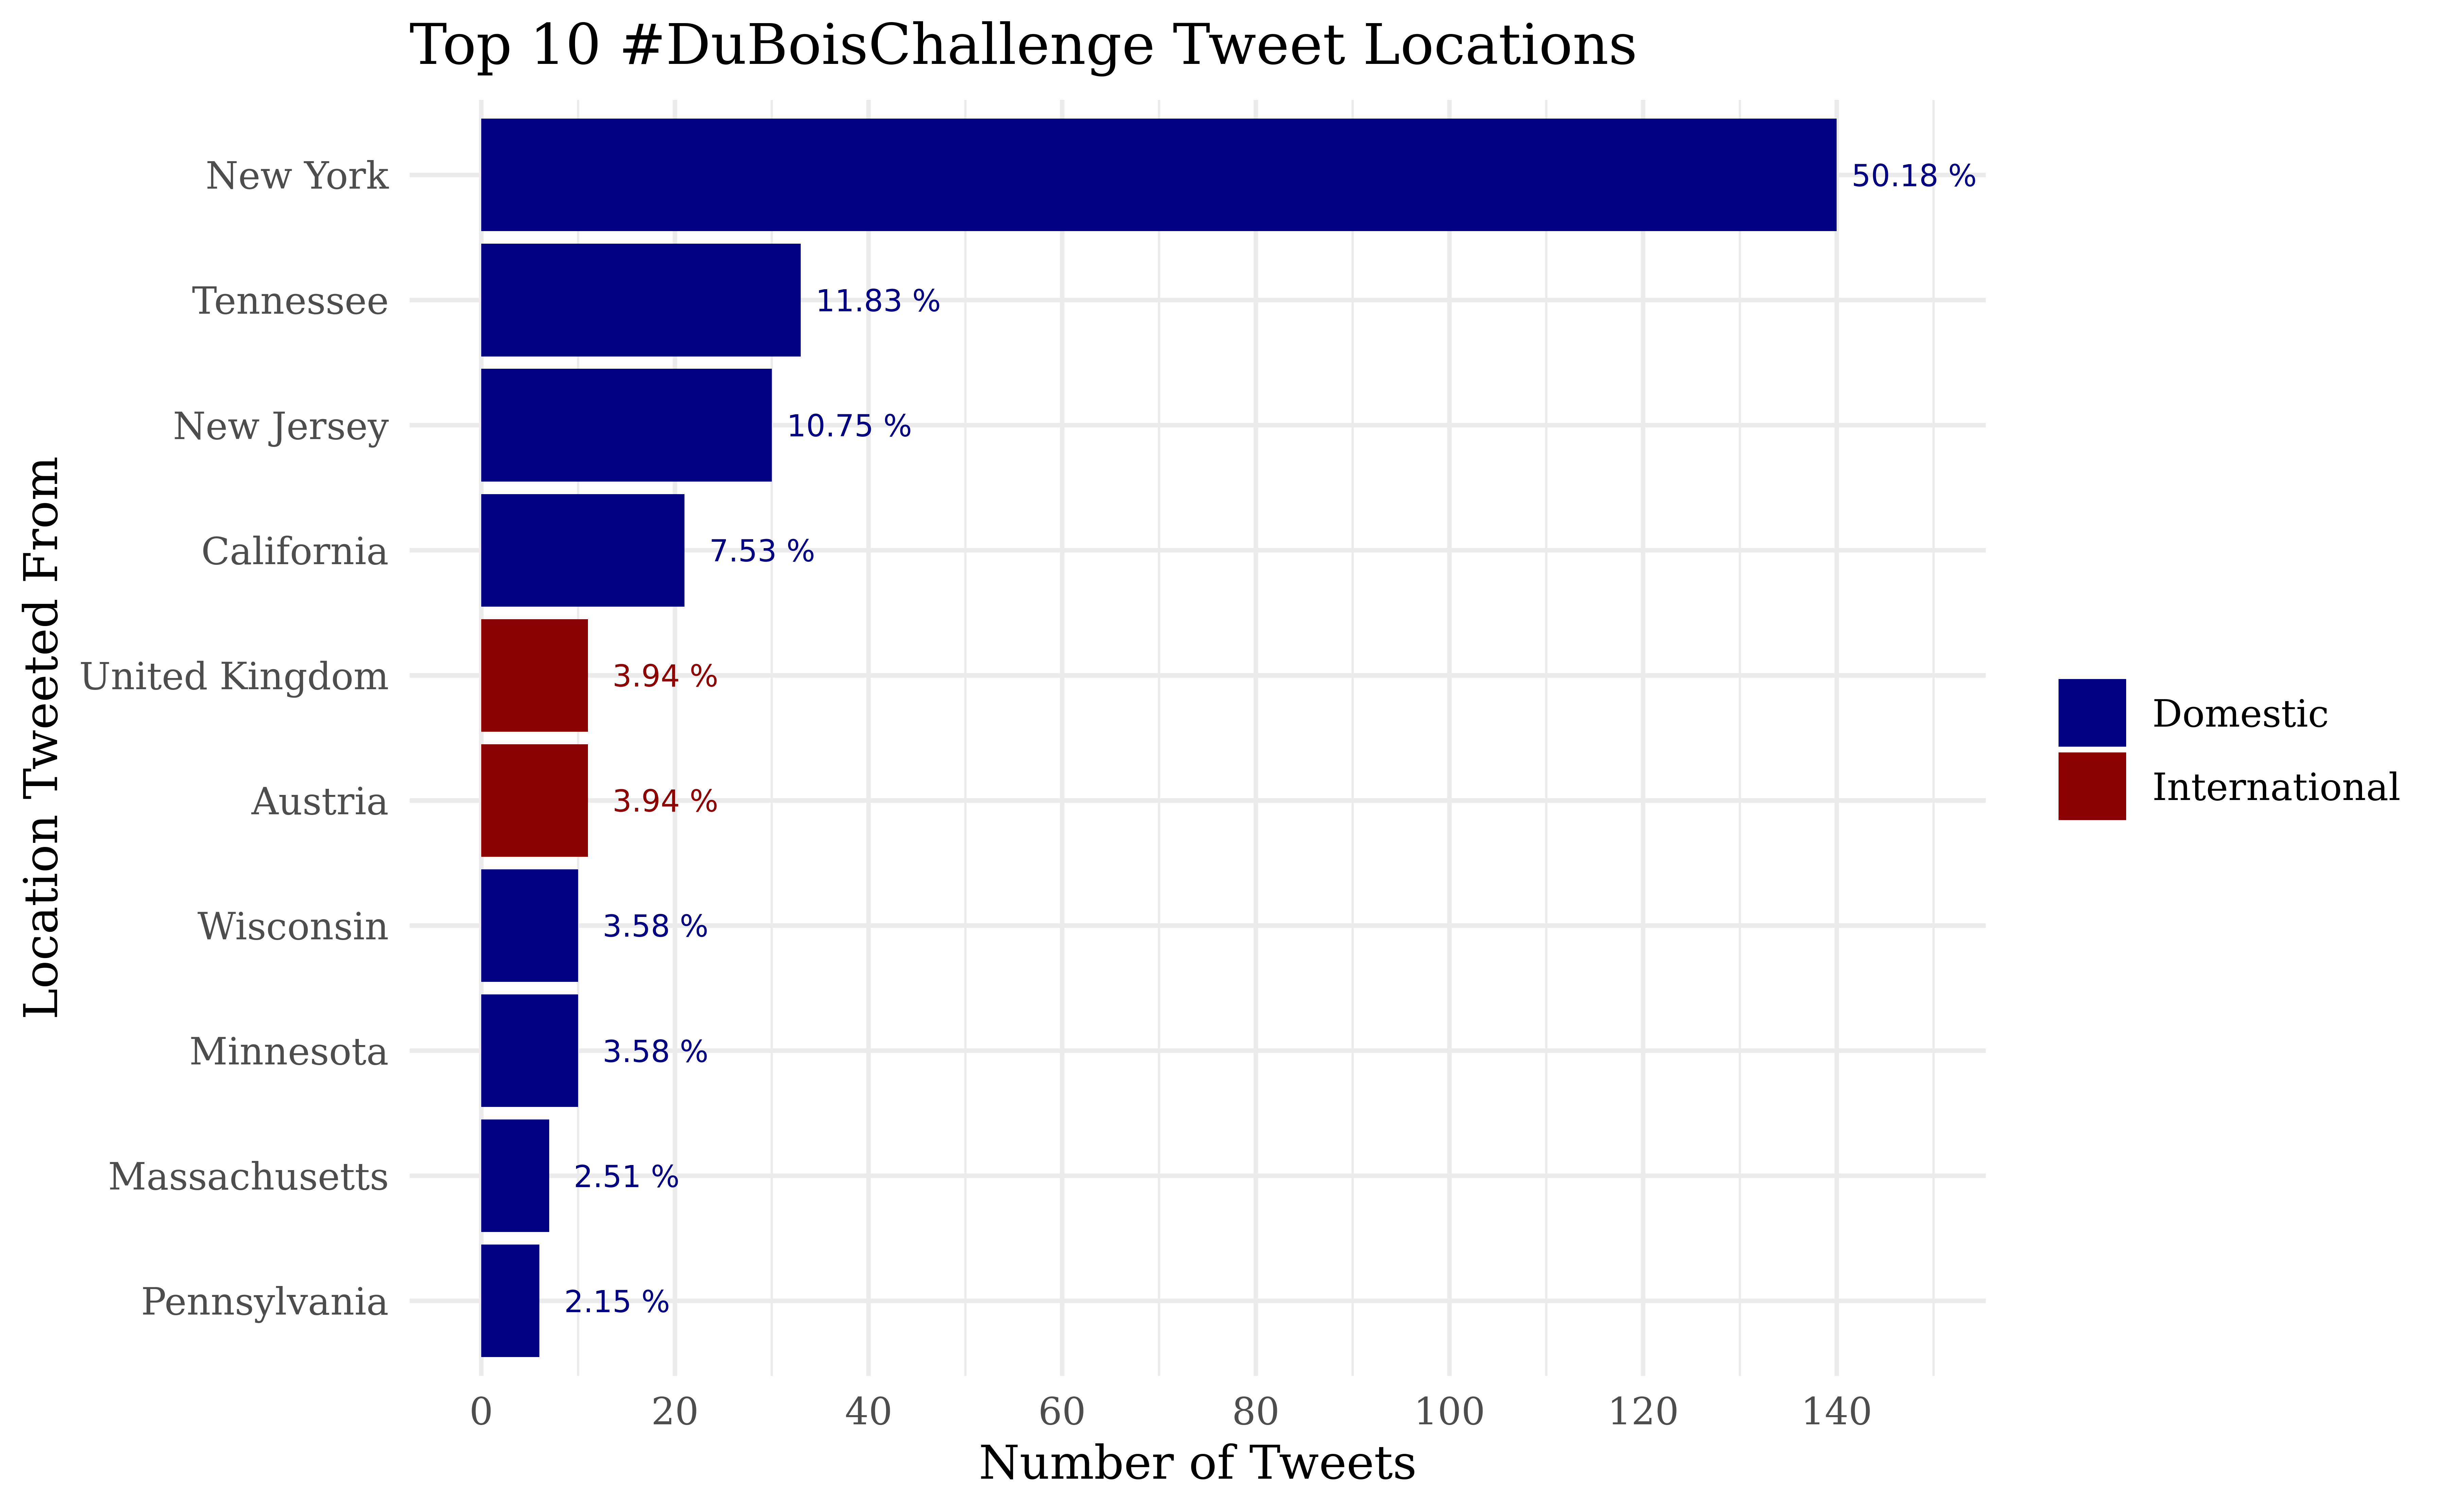 Top 10 #DuBoisChallenge Tweet Locations
Location Tweeted From
New York
50.18 %
Tennessee
11.83 %
New Jersey
10.75 %
California
7.53 %
United Kingdom
3.94 %
Austria
3.94 %
Wisconsin
3.58 %
Minnesota
3.58 %
Massachusetts
2.51 %
Pennsylvania
2.15 %
0 20 40 60 80 100 120 140
Number of Tweets
Domestic
International